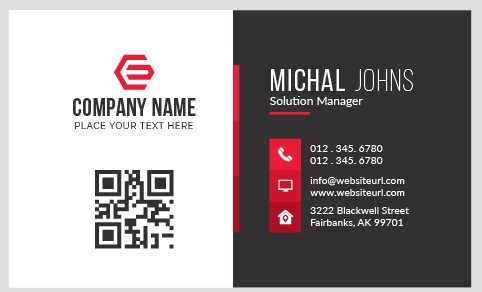 COMPANY NAME
PLACE YOUR TEXT HERE
MICHAL JOHNS
Solution Manager
012 . 345. 6780
012 . 345. 6780
info@websiteurl.com
www.websiteurl.com
3222 Blackwell Street
Fairbanks, AK 99701